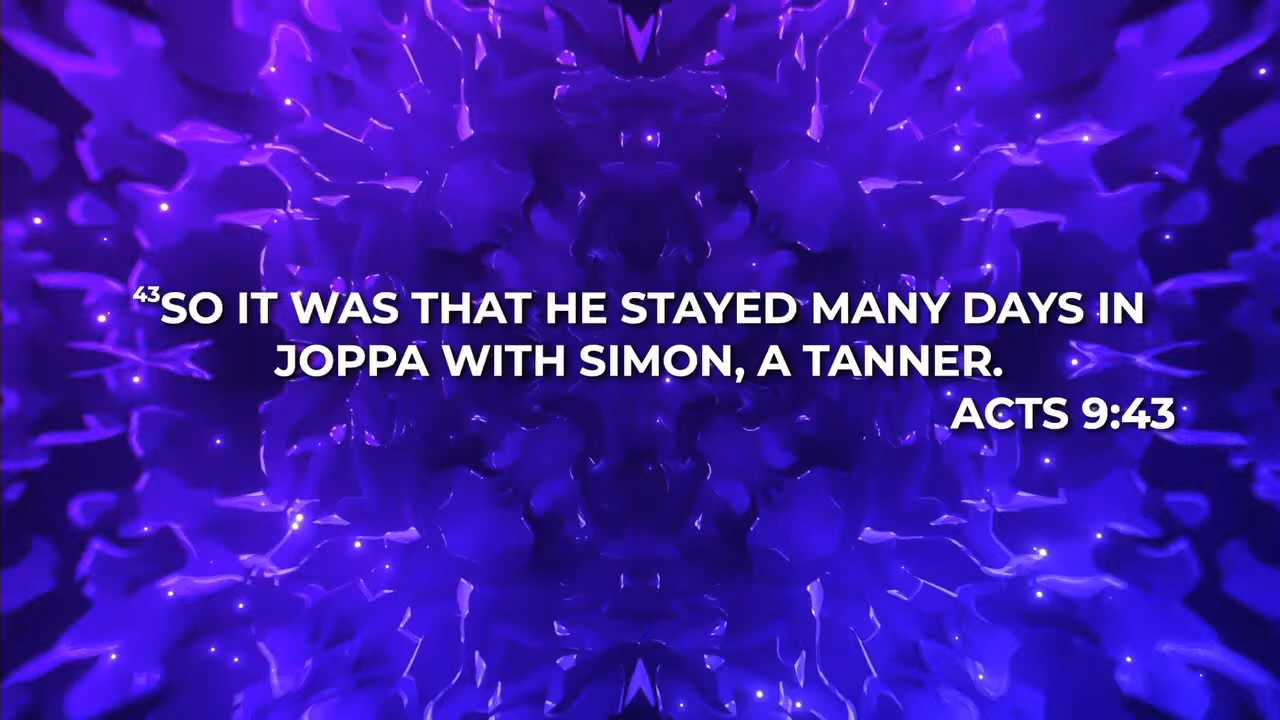 43SO IT WAS THAT HE STAYED MANY DAYS IN
JOPPA WITH SIMON, A TANNER.
ACTS 9:43